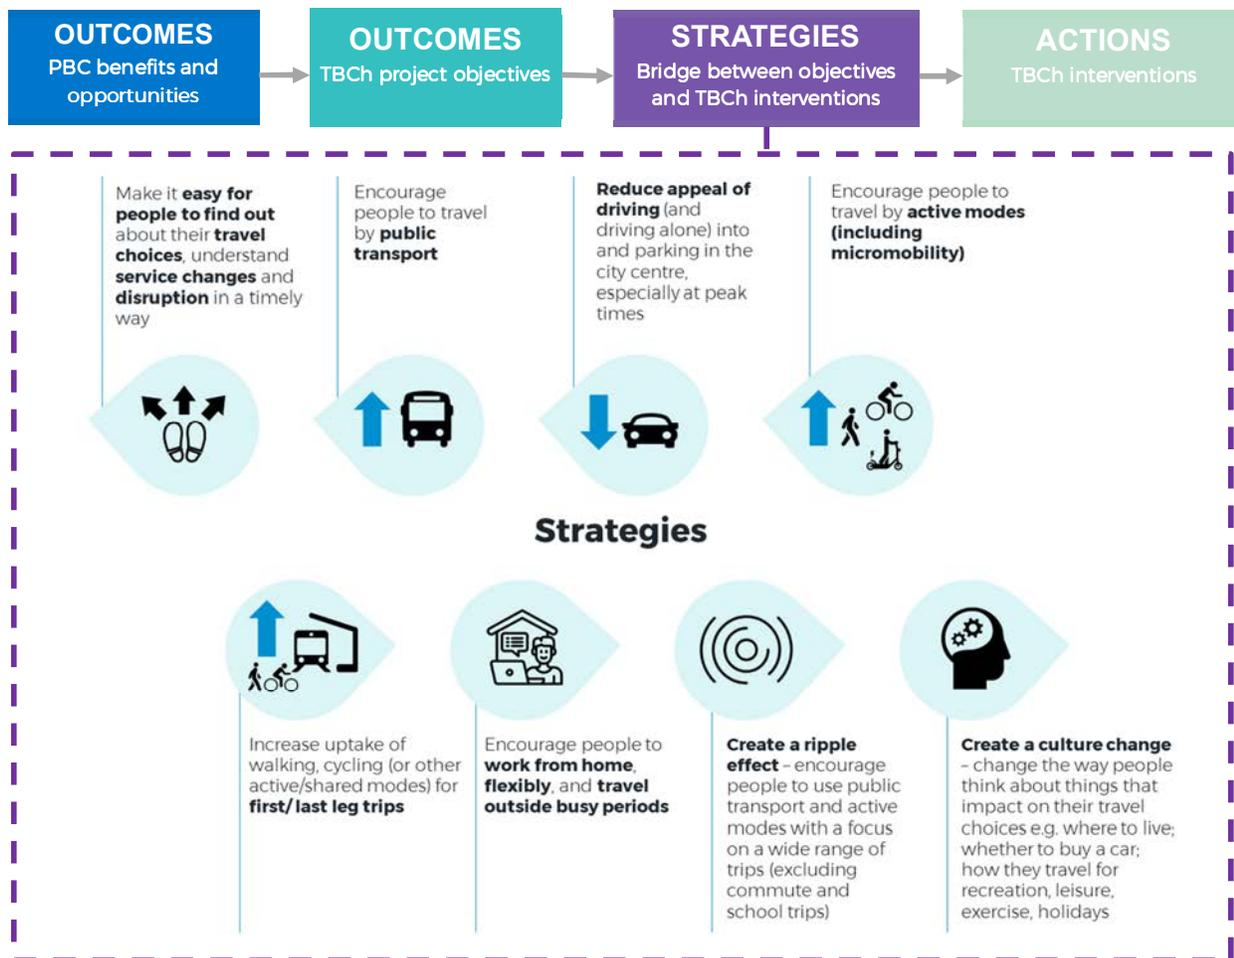 OUTCOMES
PBC benefits and
opportunities
OUTCOMES
TBCh project objectives
STRATEGIES
Bridge between objectives
and TBCh interventions
ACTIONS
TBCh interventions
Make it easy for
people to find out
about their travel
choices, understand
service changes and
disruption in a timely
way
Encourage
people to travel
by public
transport
Reduce appeal of
driving (and
driving alone) into
and parking in the
city centre,
especially at peak
times
Encourage people to
travel by active modes
(including
micromobility)
Strategies
Increase uptake of
walking, cycling (or other
active/shared modes) for
first/last leg trips
Encourage people to
work from home,
flexibly, and travel
outside busy periods
Create a ripple
effect – encourage
people to use public
transport and active
modes with a focus
on a wide range of
trips (excluding
commute and
school trips)
Create a culture change
– change the way people
think about things that
impact on their travel
choices e.g. where to live;
whether to buy a car;
how they travel for
recreation, leisure,
exercise, holidays